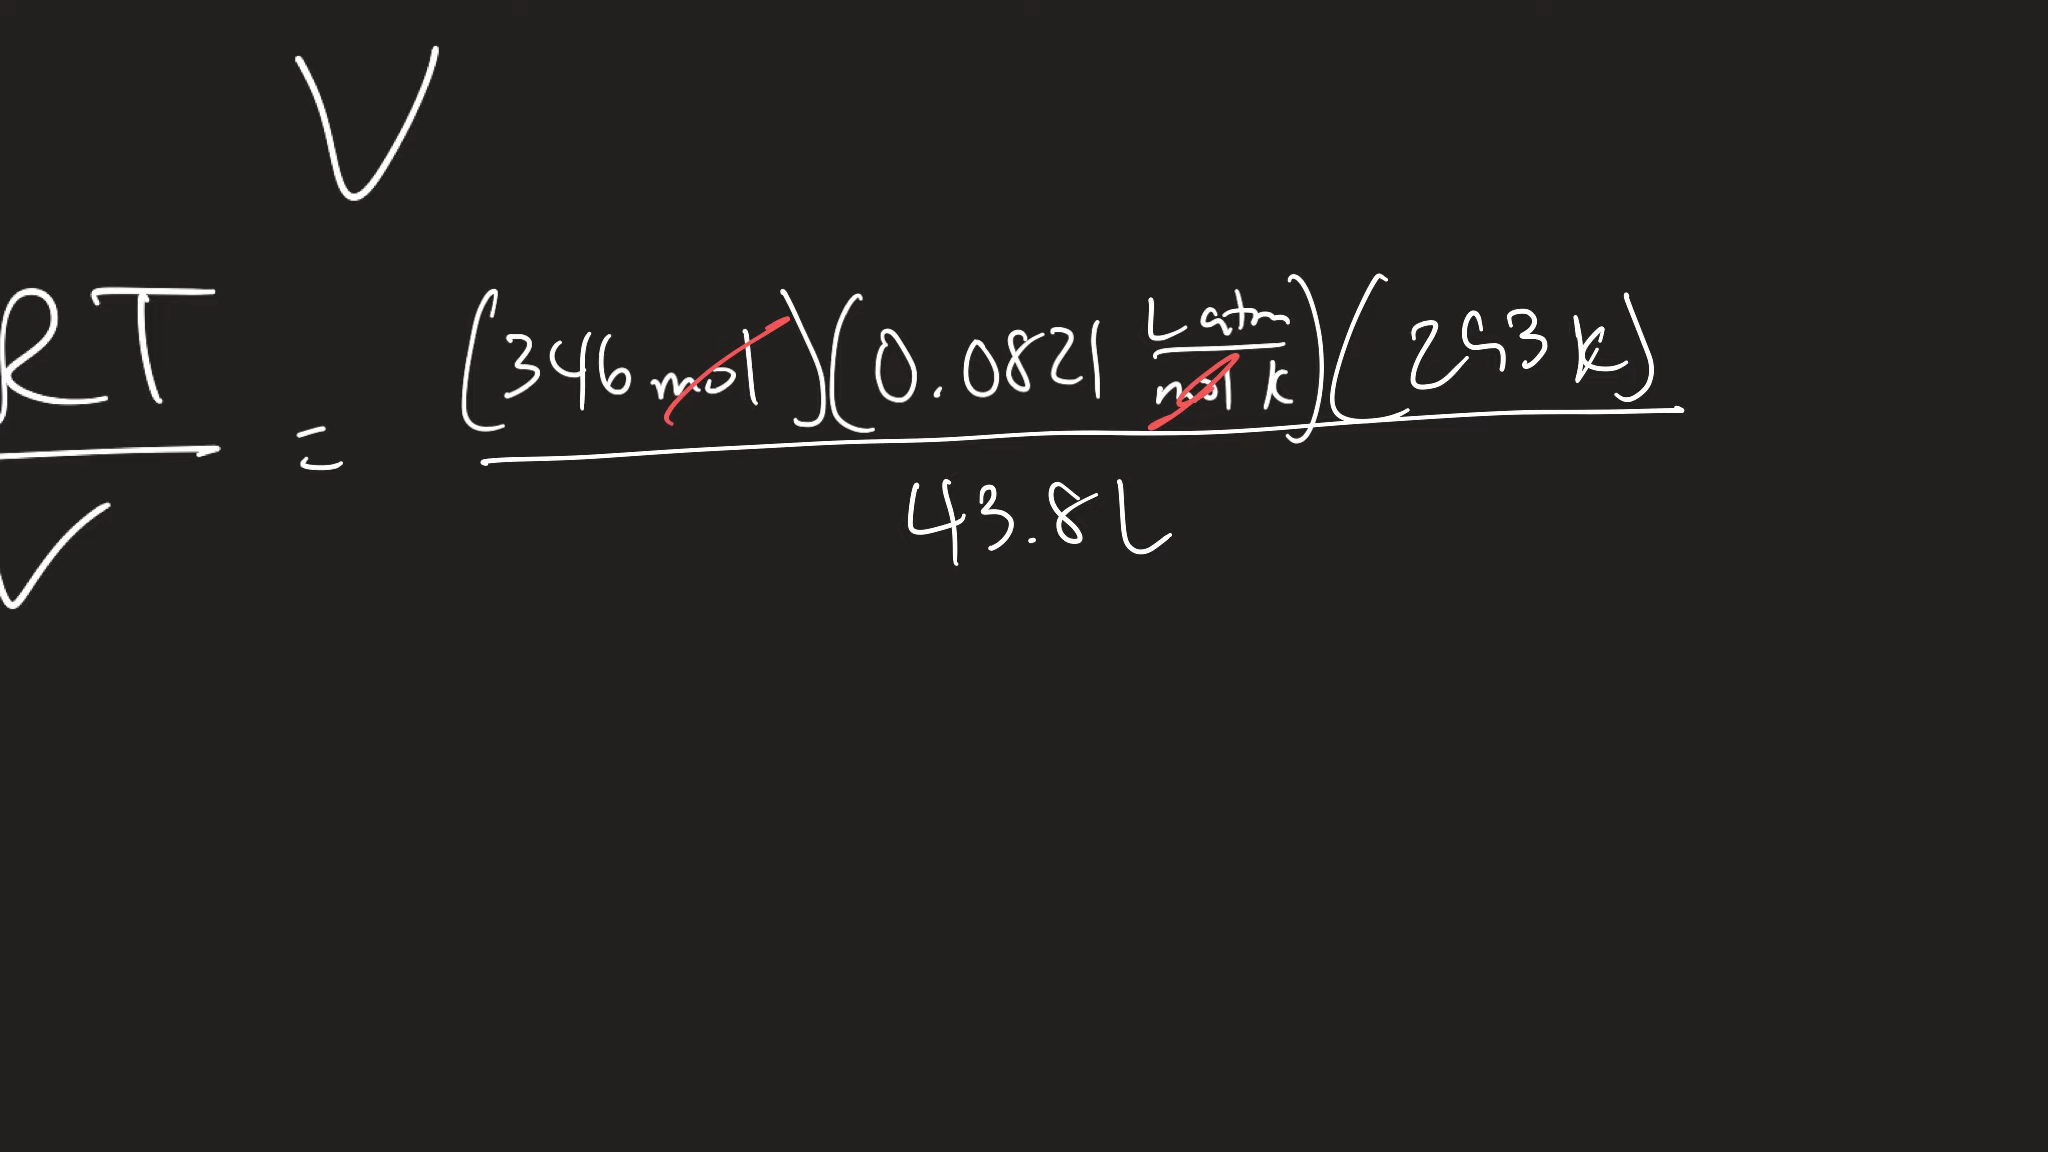 V
RT = (346 mol)(0.0821 L atm / mol K)(293 K)
V 43.8 L